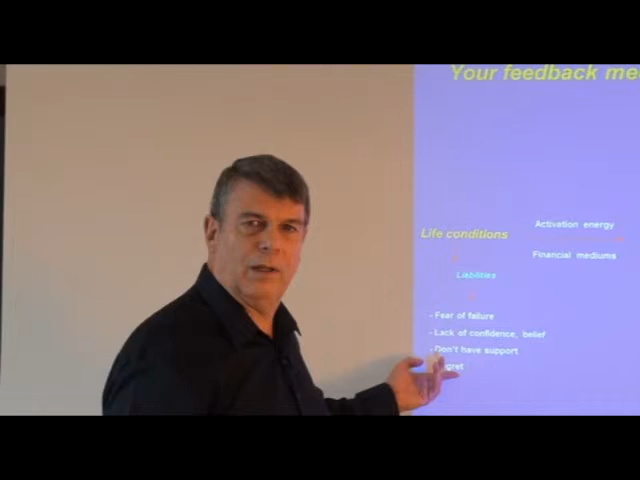 Your feedback me
Activation energy
Life conditions
Financial mediums
Liabilities
- Fear of failure
- Lack of confidence, belief
- Don't have support
gret